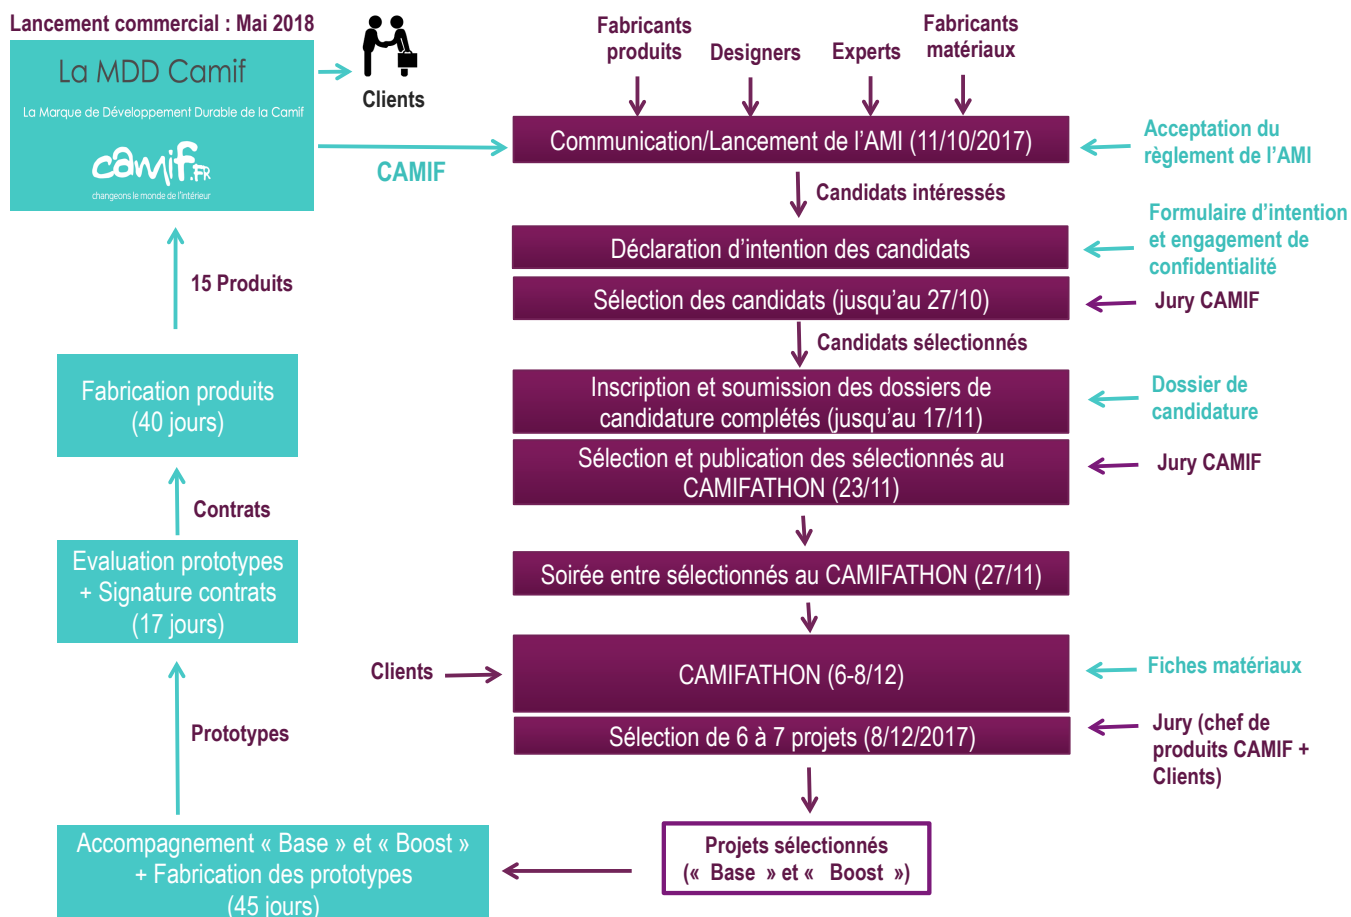 Lancement commercial : Mai 2018
La MDD Camif
La Marque de Développement Durable de la Camif
camif.FR
changeons le monde de l'intérieur
Clients
CAMIF
Fabricants
produits
Designers
Experts
Fabricants
matériaux
Communication/Lancement de l'AMI (11/10/2017)
Acceptation du
règlement de l'AMI
Candidats intéressés
Déclaration d'intention des candidats
Formulaire d'intention
et engagement de
confidentialité
Sélection des candidats (jusqu'au 27/10)
Jury CAMIF
Candidats sélectionnés
Inscription et soumission des dossiers de
candidature complétés (jusqu'au 17/11)
Dossier de
candidature
Sélection et publication des sélectionnés au
CAMIFATHON (23/11)
Jury CAMIF
Soirée entre sélectionnés au CAMIFATHON (27/11)
Clients
CAMIFATHON (6-8/12)
Fiches matériaux
Sélection de 6 à 7 projets (8/12/2017)
Jury (chef de
produits CAMIF +
Clients)
Projets sélectionnés
(« Base » et « Boost »)
Accompagnement « Base » et « Boost »
+ Fabrication des prototypes
(45 jours)
Prototypes
Evaluation prototypes
+ Signature contrats
(17 jours)
Contrats
Fabrication produits
(40 jours)
15 Produits